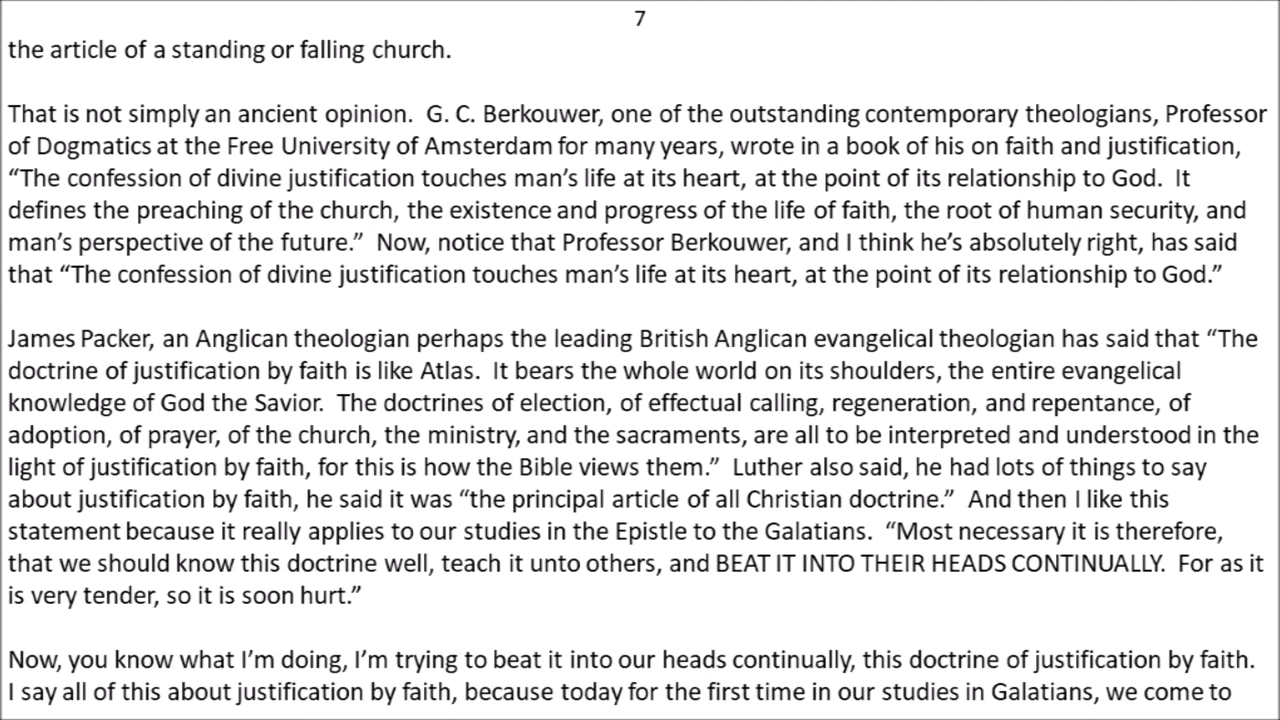 7
the article of a standing or falling church.
That is not simply an ancient opinion.  G. C. Berkouwer, one of the outstanding contemporary theologians, Professor
of Dogmatics at the Free University of Amsterdam for many years, wrote in a book of his on faith and justification,
“The confession of divine justification touches man’s life at its heart, at the point of its relationship to God.  It
defines the preaching of the church, the existence and progress of the life of faith, the root of human security, and
man’s perspective of the future.”  Now, notice that Professor Berkouwer, and I think he’s absolutely right, has said
that “The confession of divine justification touches man’s life at its heart, at the point of its relationship to God.”
James Packer, an Anglican theologian perhaps the leading British Anglican evangelical theologian has said that “The
doctrine of justification by faith is like Atlas.  It bears the whole world on its shoulders, the entire evangelical
knowledge of God the Savior.  The doctrines of election, of effectual calling, regeneration, and repentance, of
adoption, of prayer, of the church, the ministry, and the sacraments, are all to be interpreted and understood in the
light of justification by faith, for this is how the Bible views them.”  Luther also said, he had lots of things to say
about justification by faith, he said it was “the principal article of all Christian doctrine.”  And then I like this
statement because it really applies to our studies in the Epistle to the Galatians.  “Most necessary it is therefore,
that we should know this doctrine well, teach it unto others, and BEAT IT INTO THEIR HEADS CONTINUALLY.  For as it
is very tender, so it is soon hurt.”
Now, you know what I’m doing, I’m trying to beat it into our heads continually, this doctrine of justification by faith.
I say all of this about justification by faith, because today for the first time in our studies in Galatians, we come to